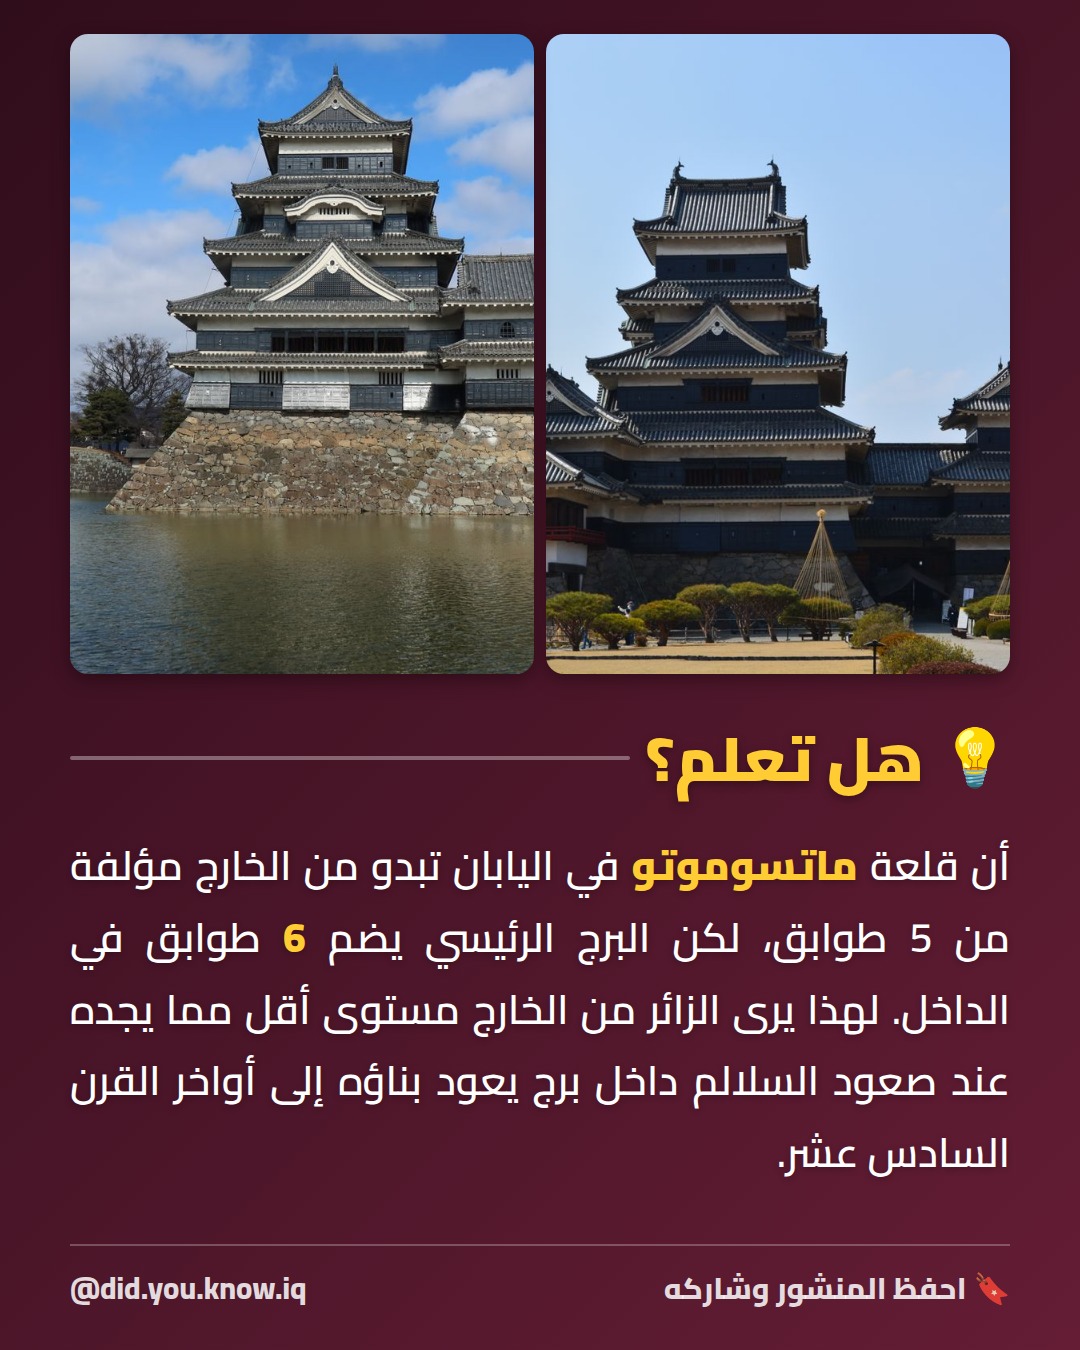 💡 هل تعلم؟
أن قلعة ماتسوموتو في اليابان تبدو من الخارج مؤلفة
من 5 طوابق، لكن البرج الرئيسي يضم 6 طوابق في
الداخل. لهذا يرى الزائر من الخارج مستوى أقل مما يجده
عند صعود السلالم داخل برج يعود بناؤه إلى أواخر القرن
السادس عشر.
🔖 احفظ المنشور وشاركه
@did.you.know.iq